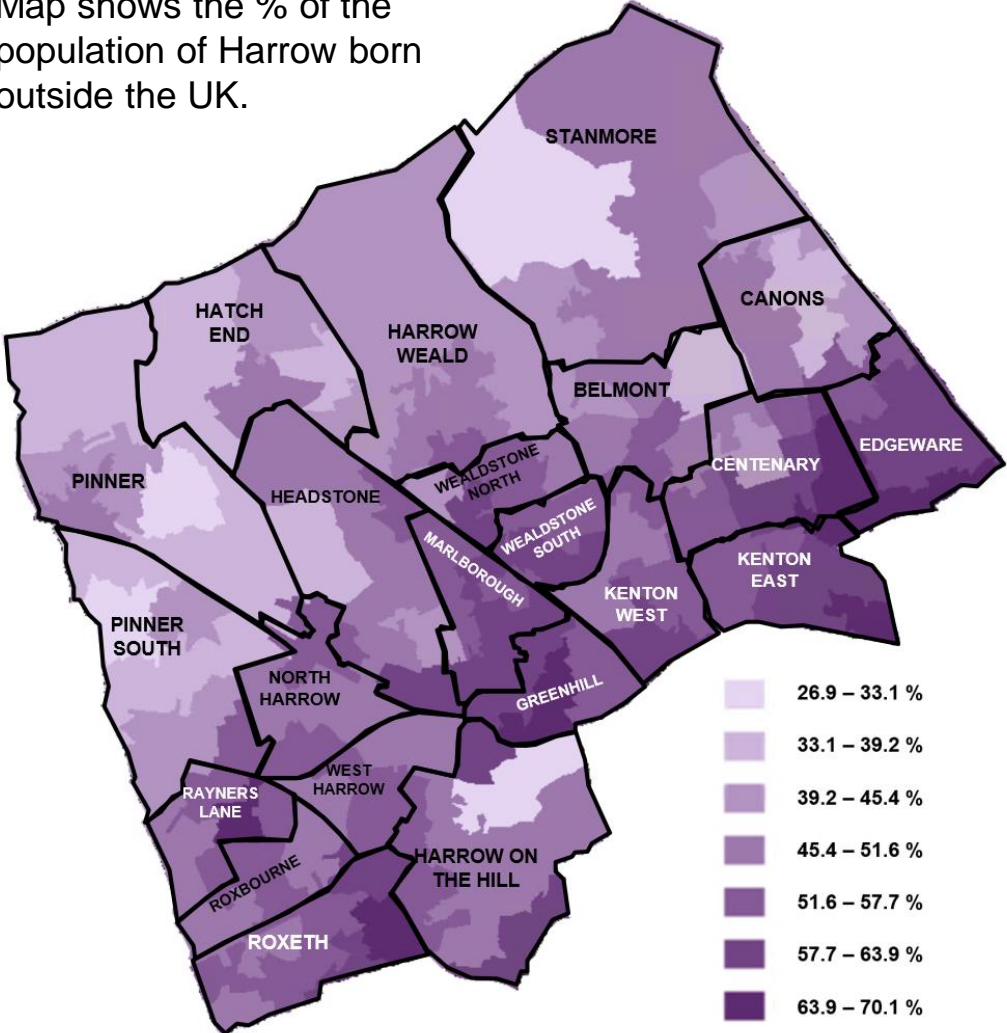 Map shows the % of the
population of Harrow born
outside the UK.
STANMORE
CANONS
HATCH
END
HARROW
WEALD
BELMONT
EDGEWARE
CENTENARY
PINNER
HEADSTONE
WEALDSTONE
NORTH
WEALDSTONE
SOUTH
MARLBOROUGH
KENTON
EAST
KENTON
WEST
PINNER
SOUTH
NORTH
HARROW
GREENHILL
WEST
HARROW
RAYNERS
LANE
HARROW ON
THE HILL
ROXBOURNE
ROXETH
26.9 – 33.1 %
33.1 – 39.2 %
39.2 – 45.4 %
45.4 – 51.6 %
51.6 – 57.7 %
57.7 – 63.9 %
63.9 – 70.1 %